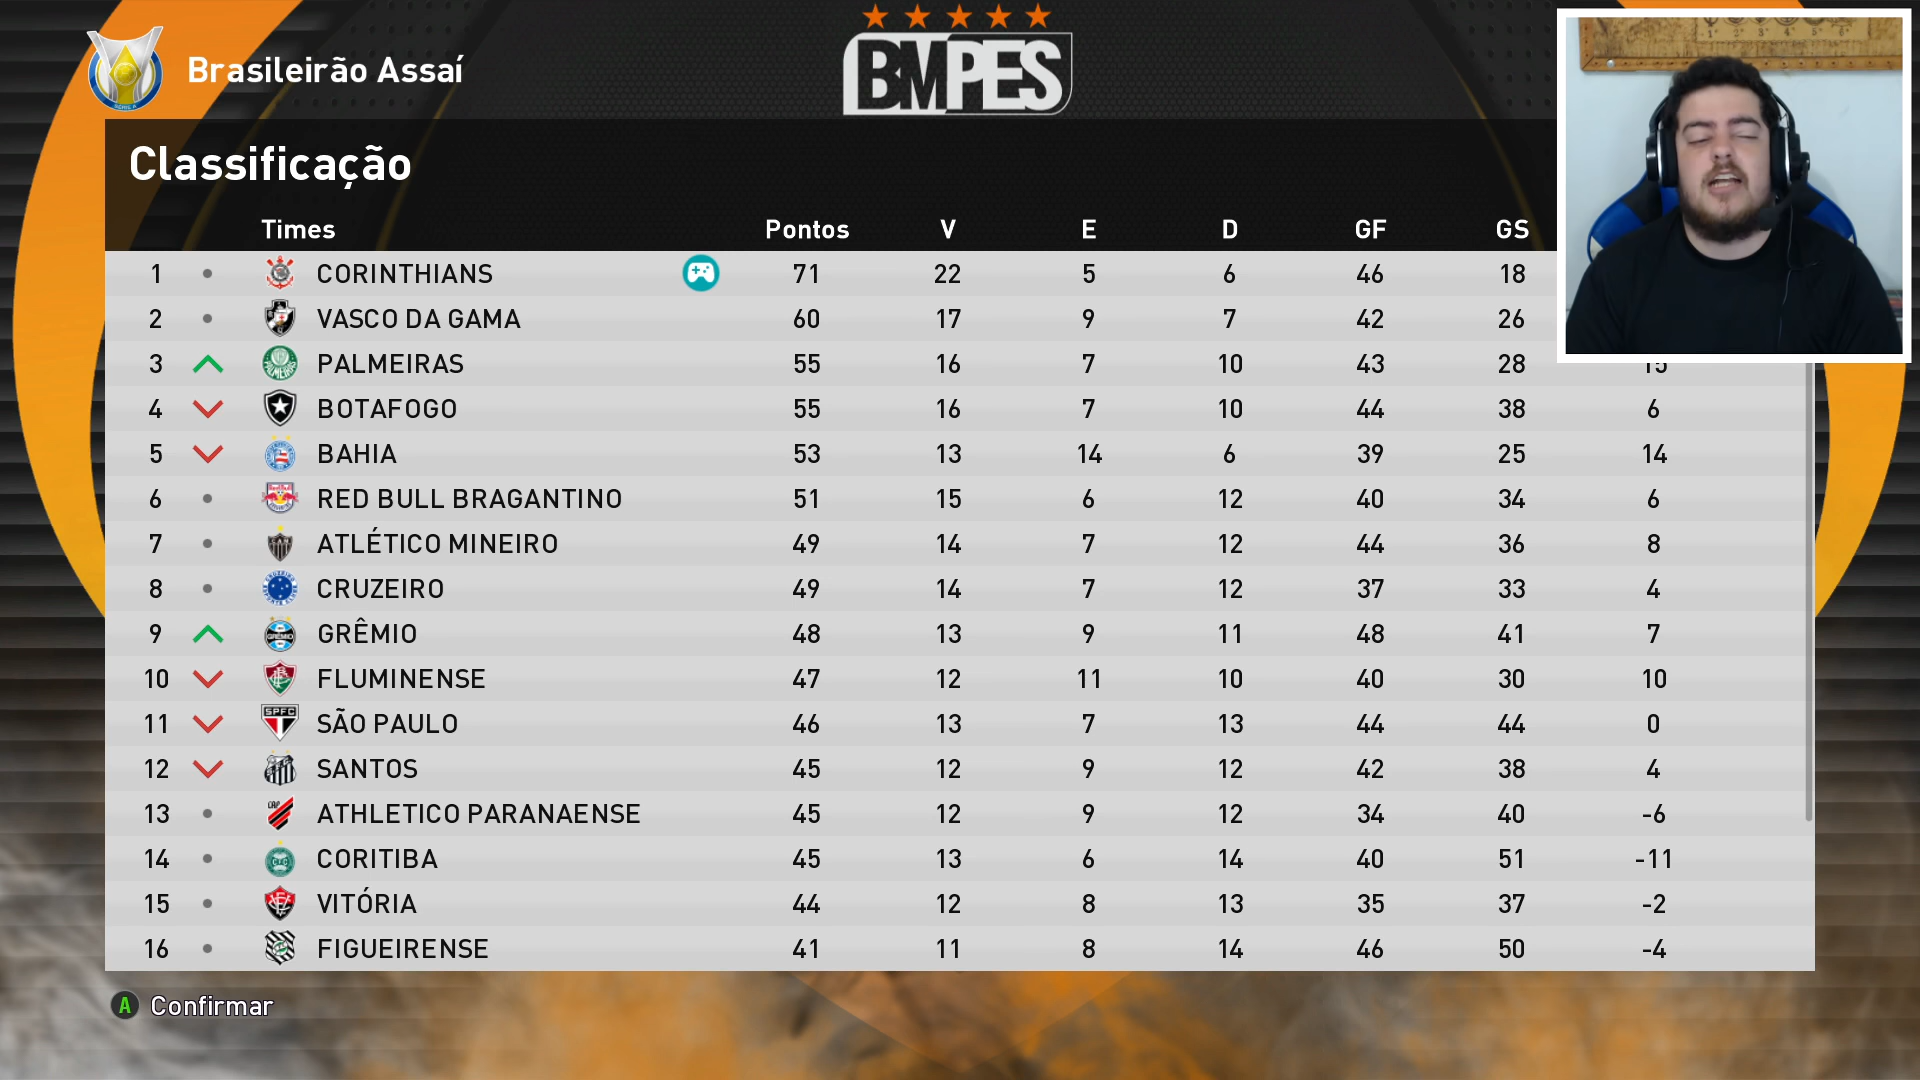 Brasileirão Assaí
BMPES
Classificação
Times Pontos V E D GF GS
1 CORINTHIANS 71 22 5 6 46 18
2 VASCO DA GAMA 60 17 9 7 42 26
3 PALMEIRAS 55 16 7 10 43 28 15
4 BOTAFOGO 55 16 7 10 44 38 6
5 BAHIA 53 13 14 6 39 25 14
6 RED BULL BRAGANTINO 51 15 6 12 40 34 6
7 ATLÉTICO MINEIRO 49 14 7 12 44 36 8
8 CRUZEIRO 49 14 7 12 37 33 4
9 GRÊMIO 48 13 9 11 48 41 7
10 FLUMINENSE 47 12 11 10 40 30 10
11 SÃO PAULO 46 13 7 13 44 44 0
12 SANTOS 45 12 9 12 42 38 4
13 ATHLETICO PARANAENSE 45 12 9 12 34 40 -6
14 CORITIBA 45 13 6 14 40 51 -11
15 VITÓRIA 44 12 8 13 35 37 -2
16 FIGUEIRENSE 41 11 8 14 46 50 -4
A Confirmar